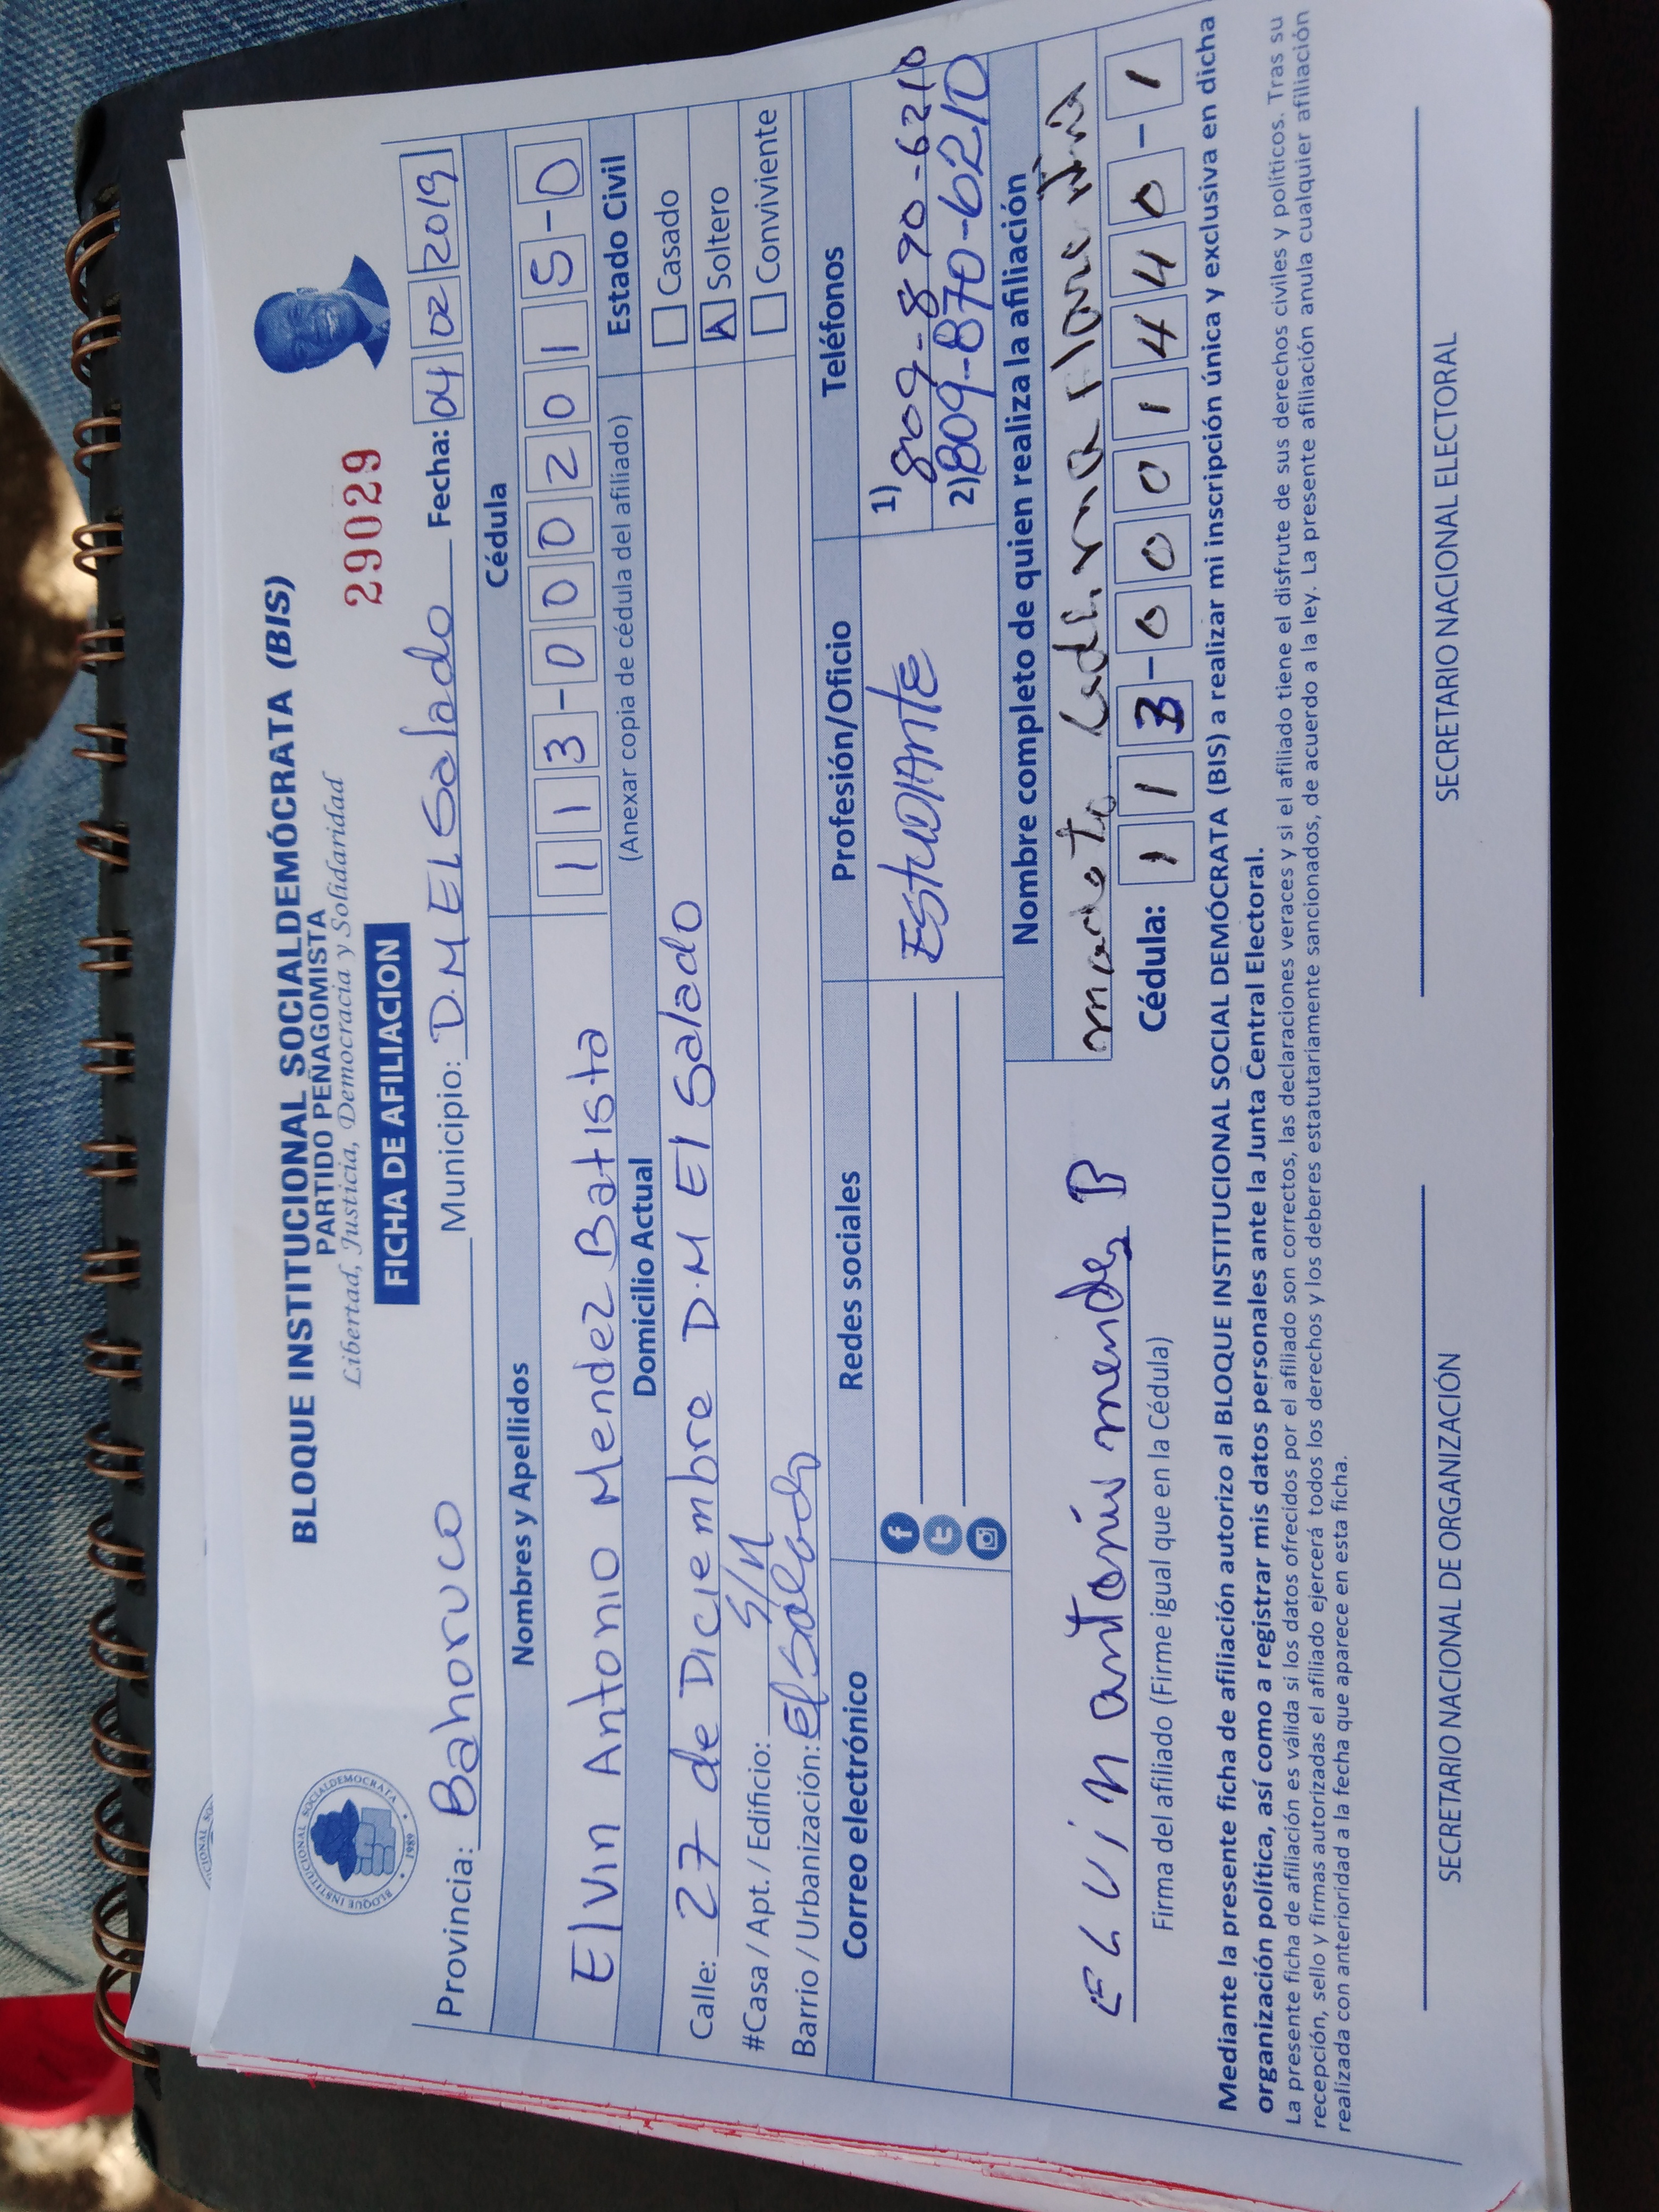 BLOQUE INSTITUCIONAL SOCIALDEMÓCRATA (BIS)
PARTIDO PEÑAGOMISTA
Libertad, Justicia, Democracia y Solidaridad
29029
FICHA DE AFILIACION
BLOQUE INSTITUCIONAL SOCIALDEMOCRATA • 1989 •
Provincia: Bahoruco Municipio: D.M El Salado Fecha: 04 02 2019
Nombres y Apellidos Cédula
Elvin Antonio Mendez Batista 113-0002015-0
Domicilio Actual (Anexar copia de cédula del afiliado) Estado Civil
Calle: 27 de Diciembre D.M El Salado Casado
#Casa / Apt. / Edificio: S/N Soltero
Barrio / Urbanización: El Salado Conviviente
Correo electrónico Redes sociales Profesión/Oficio Teléfonos
Estudiante 1) 809-870-6210
2) 809-870-6210
Nombre completo de quien realiza la afiliación
Elvin antonio mendez B
Firma del afiliado (Firme igual que en la Cédula) Cédula: 113-0001440-1
Mediante la presente ficha de afiliación autorizo al BLOQUE INSTITUCIONAL SOCIAL DEMÓCRATA (BIS) a realizar mi inscripción única y exclusiva en dicha
organización política, así como a registrar mis datos personales ante la Junta Central Electoral.
La presente ficha de afiliación es válida si los datos ofrecidos por el afiliado son correctos, las declaraciones veraces y si el afiliado tiene el disfrute de sus derechos civiles y políticos. Tras su
recepción, sello y firmas autorizadas el afiliado ejercerá todos los derechos y los deberes estatutariamente sancionados, de acuerdo a la ley. La presente afiliación anula cualquier afiliación
realizada con anterioridad a la fecha que aparece en esta ficha.
SECRETARIO NACIONAL DE ORGANIZACIÓN SECRETARIO NACIONAL ELECTORAL